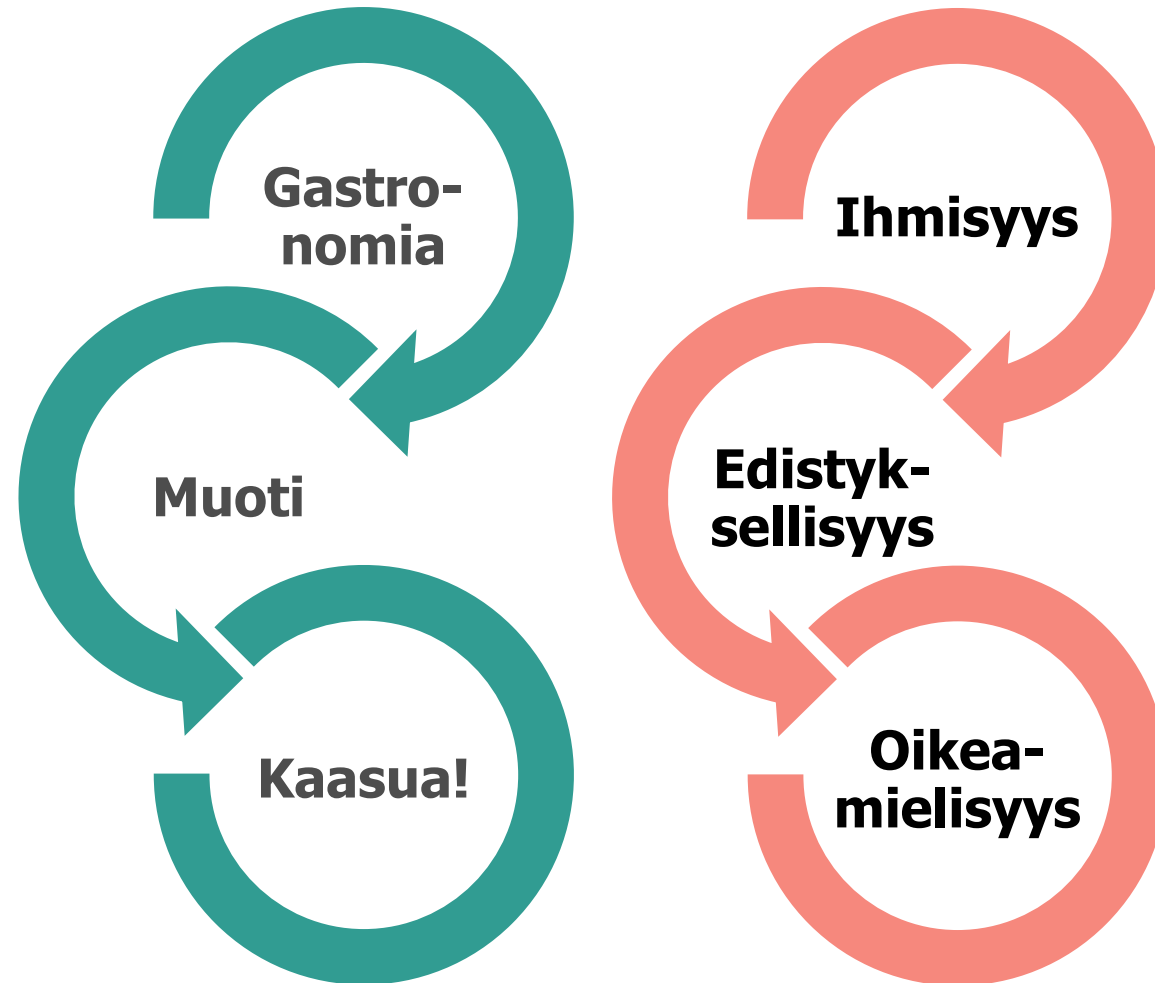 Gastro-
nomia
Muoti
Kaasua!
Ihmisyys
Edistyk-
sellisyys
Oikea-
mielisyys